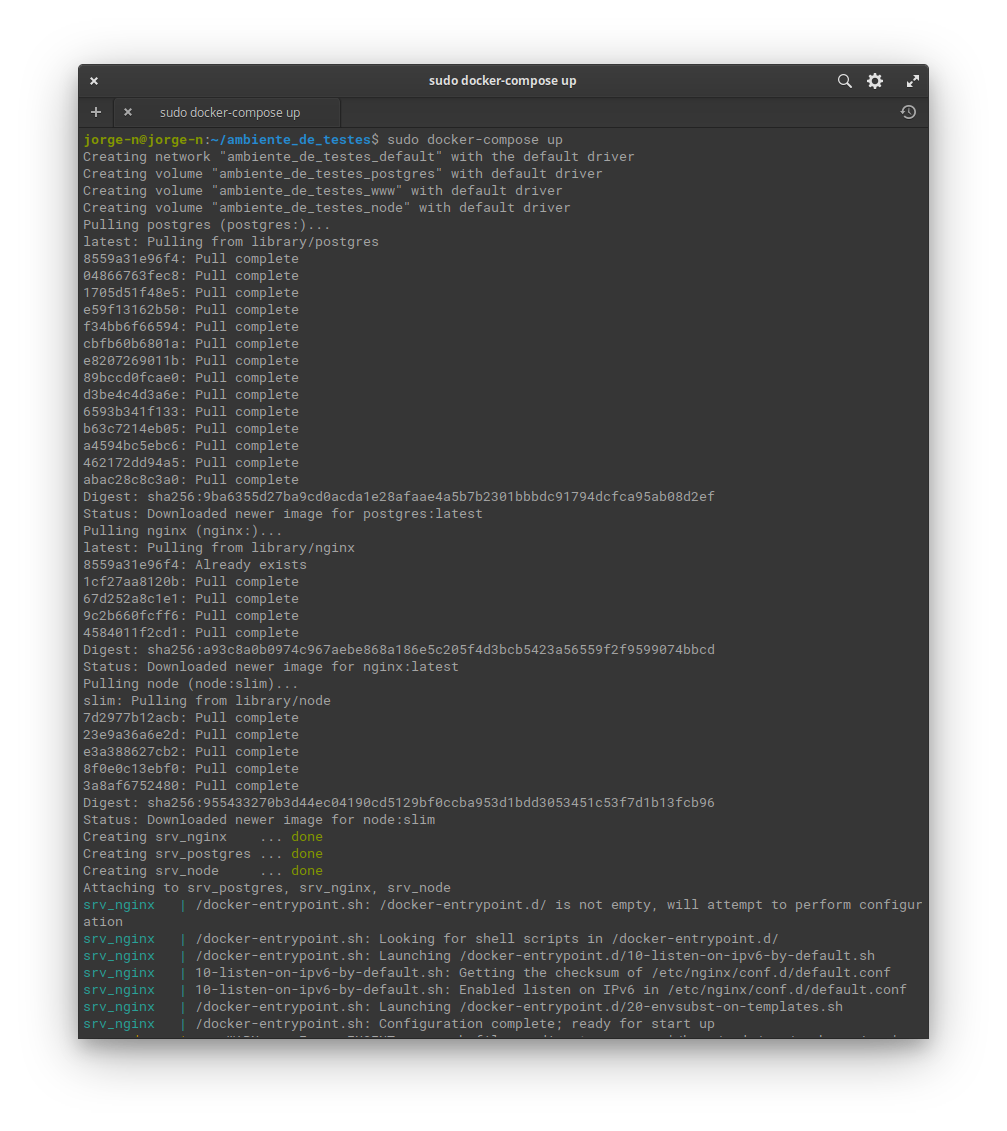 sudo docker-compose up
sudo docker-compose up
jorge-n@jorge-n:~/ambiente_de_testes$ sudo docker-compose up
Creating network "ambiente_de_testes_default" with the default driver
Creating volume "ambiente_de_testes_postgres" with default driver
Creating volume "ambiente_de_testes_www" with default driver
Creating volume "ambiente_de_testes_node" with default driver
Pulling postgres (postgres:)...
latest: Pulling from library/postgres
8559a31e96f4: Pull complete
04866763fec8: Pull complete
1705d51f48e5: Pull complete
e59f13162b50: Pull complete
f34bb6f66594: Pull complete
cbfb60b6801a: Pull complete
e8207269011b: Pull complete
89bccd0fcae0: Pull complete
d3be4c4d3a6e: Pull complete
6593b341f133: Pull complete
b63c7214eb05: Pull complete
a4594bc5ebc6: Pull complete
462172dd94a5: Pull complete
abac28c8c3a0: Pull complete
Digest: sha256:9ba6355d27ba9cd0acda1e28afaae4a5b7b2301bbbdc91794dcfca95ab08d2ef
Status: Downloaded newer image for postgres:latest
Pulling nginx (nginx:)...
latest: Pulling from library/nginx
8559a31e96f4: Already exists
1cf27aa8120b: Pull complete
67d252a8c1e1: Pull complete
9c2b660fcff6: Pull complete
4584011f2cd1: Pull complete
Digest: sha256:a93c8a0b0974c967aebe868a186e5c205f4d3bcb5423a56559f2f9599074bbcd
Status: Downloaded newer image for nginx:latest
Pulling node (node:slim)...
slim: Pulling from library/node
7d2977b12acb: Pull complete
23e9a36a6e2d: Pull complete
e3a388627cb2: Pull complete
8f0e0c13ebf0: Pull complete
3a8af6752480: Pull complete
Digest: sha256:955433270b3d44ec04190cd5129bf0ccba953d1bdd3053451c53f7d1b13fcb96
Status: Downloaded newer image for node:slim
Creating srv_nginx    ... done
Creating srv_postgres ... done
Creating srv_node     ... done
Attaching to srv_postgres, srv_nginx, srv_node
srv_nginx   | /docker-entrypoint.sh: /docker-entrypoint.d/ is not empty, will attempt to perform configur
ation
srv_nginx   | /docker-entrypoint.sh: Looking for shell scripts in /docker-entrypoint.d/
srv_nginx   | /docker-entrypoint.sh: Launching /docker-entrypoint.d/10-listen-on-ipv6-by-default.sh
srv_nginx   | 10-listen-on-ipv6-by-default.sh: Getting the checksum of /etc/nginx/conf.d/default.conf
srv_nginx   | 10-listen-on-ipv6-by-default.sh: Enabled listen on IPv6 in /etc/nginx/conf.d/default.conf
srv_nginx   | /docker-entrypoint.sh: Launching /docker-entrypoint.d/20-envsubst-on-templates.sh
srv_nginx   | /docker-entrypoint.sh: Configuration complete; ready for start up